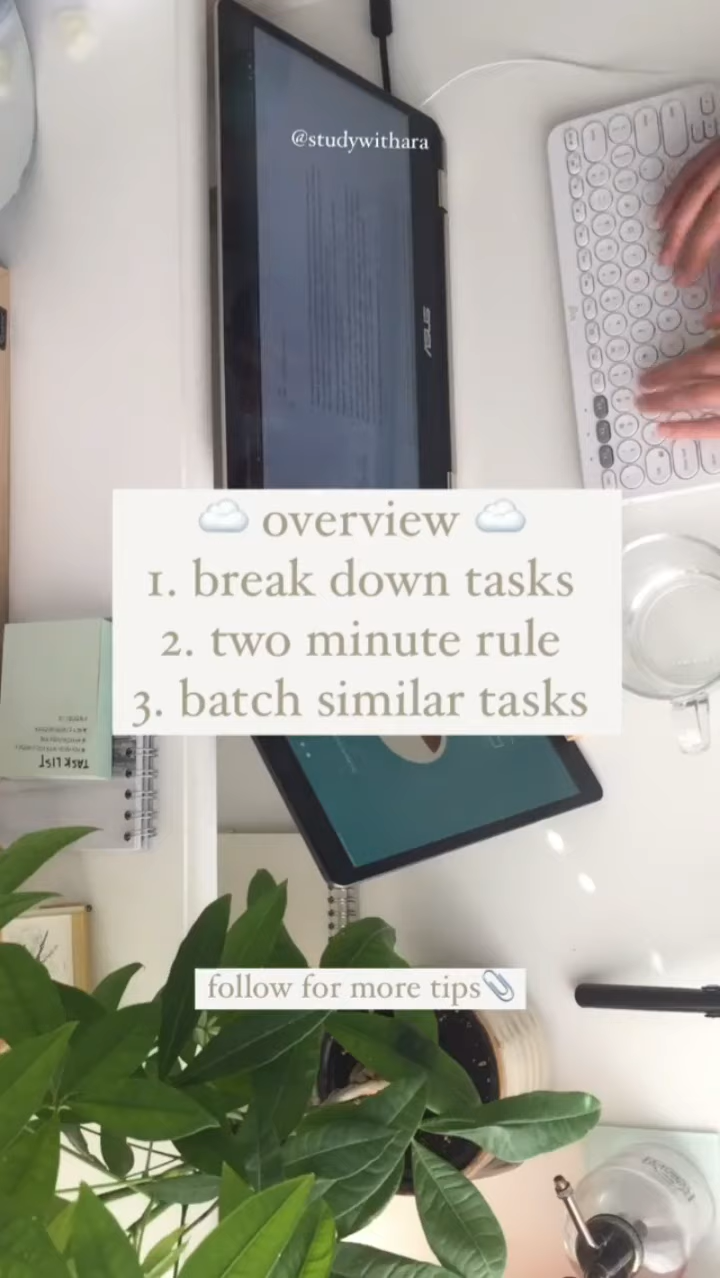 @studywithara
ASUS
☁️ overview ☁️
1. break down tasks
2. two minute rule
3. batch similar tasks
TASK LIST
follow for more tips📎